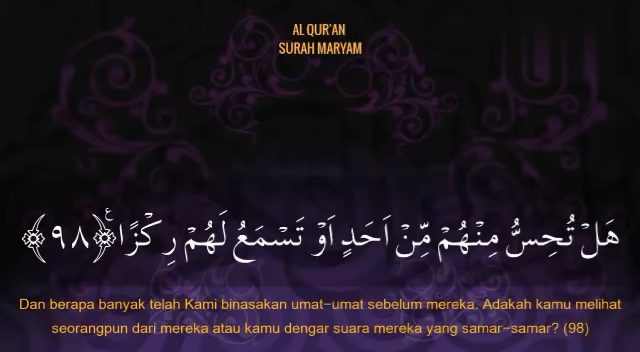 AL QUR'AN
SURAH MARYAM
هَلْ تُحِسُّ مِنْهُمْ مِّنْ اَحَدٍ اَوْ تَسْمَعُ لَهُمْ رِكْزًا ۝ع ﴿٩٨﴾
Dan berapa banyak telah Kami binasakan umat-umat sebelum mereka. Adakah kamu melihat
seorangpun dari mereka atau kamu dengar suara mereka yang samar-samar? (98)